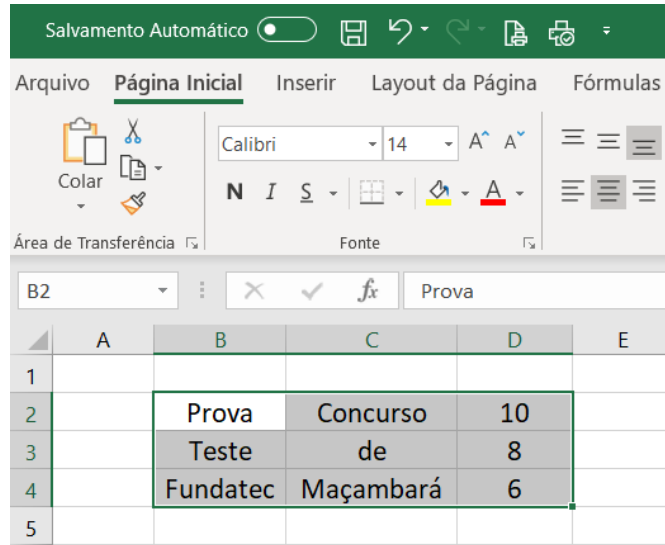 Salvamento Automático
Arquivo Página Inicial Inserir Layout da Página Fórmulas
Colar Calibri 14 A A
N I S A
Área de Transferência Fonte
B2 fx Prova
A B C D E
1
2 Prova Concurso 10
3 Teste de 8
4 Fundatec Maçambará 6
5